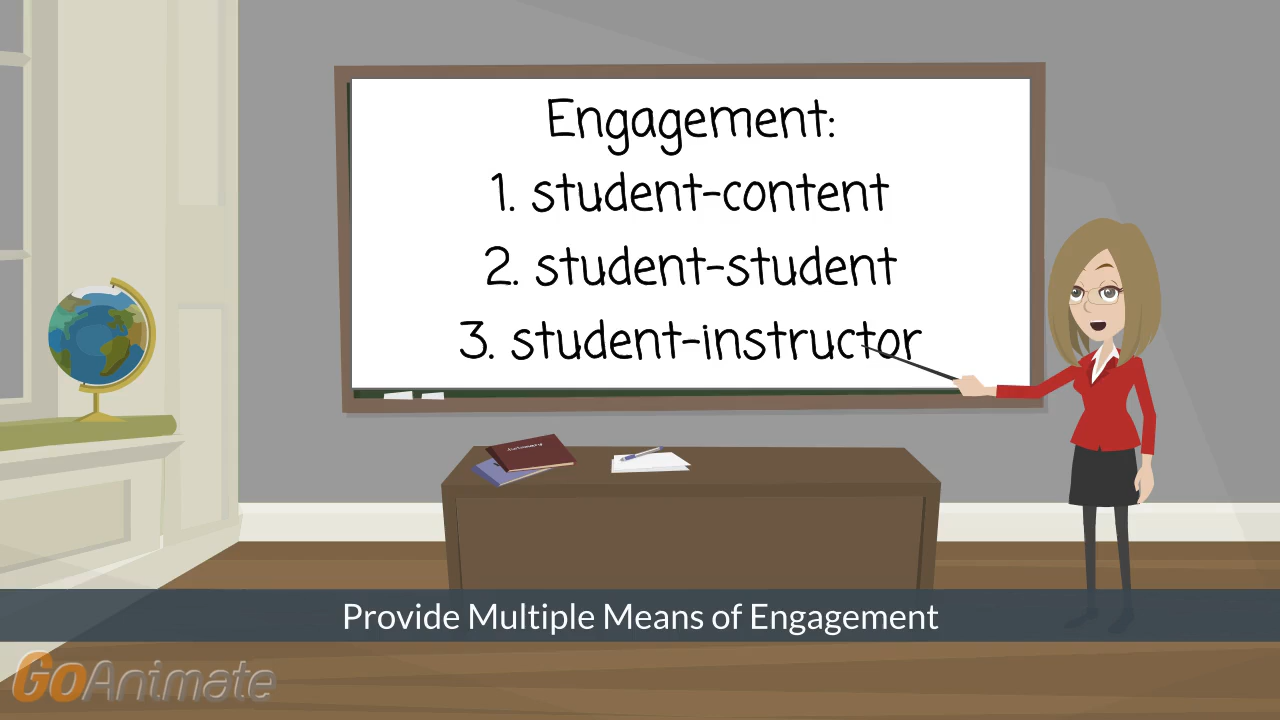 Engagement:
1. student-content
2. student-student
3. student-instructor
Provide Multiple Means of Engagement
GoAnimate